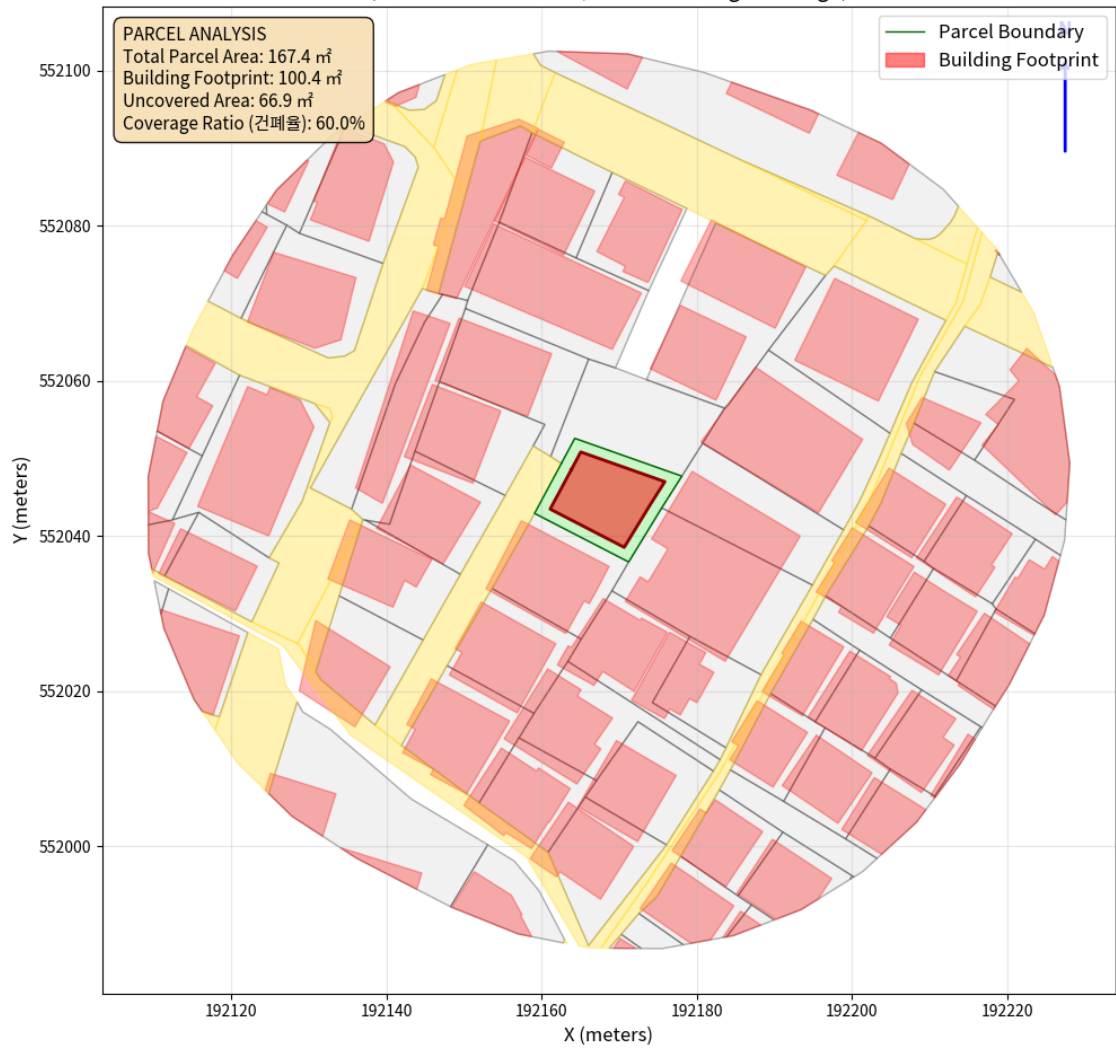 PARCEL ANALYSIS
Total Parcel Area: 167.4 ㎡
Building Footprint: 100.4 ㎡
Uncovered Area: 66.9 ㎡
Coverage Ratio (건폐율): 60.0%
Parcel Boundary
Building Footprint
N
552100
552080
552060
552040
552020
552000
Y (meters)
192120
192140
192160
192180
192200
192220
X (meters)